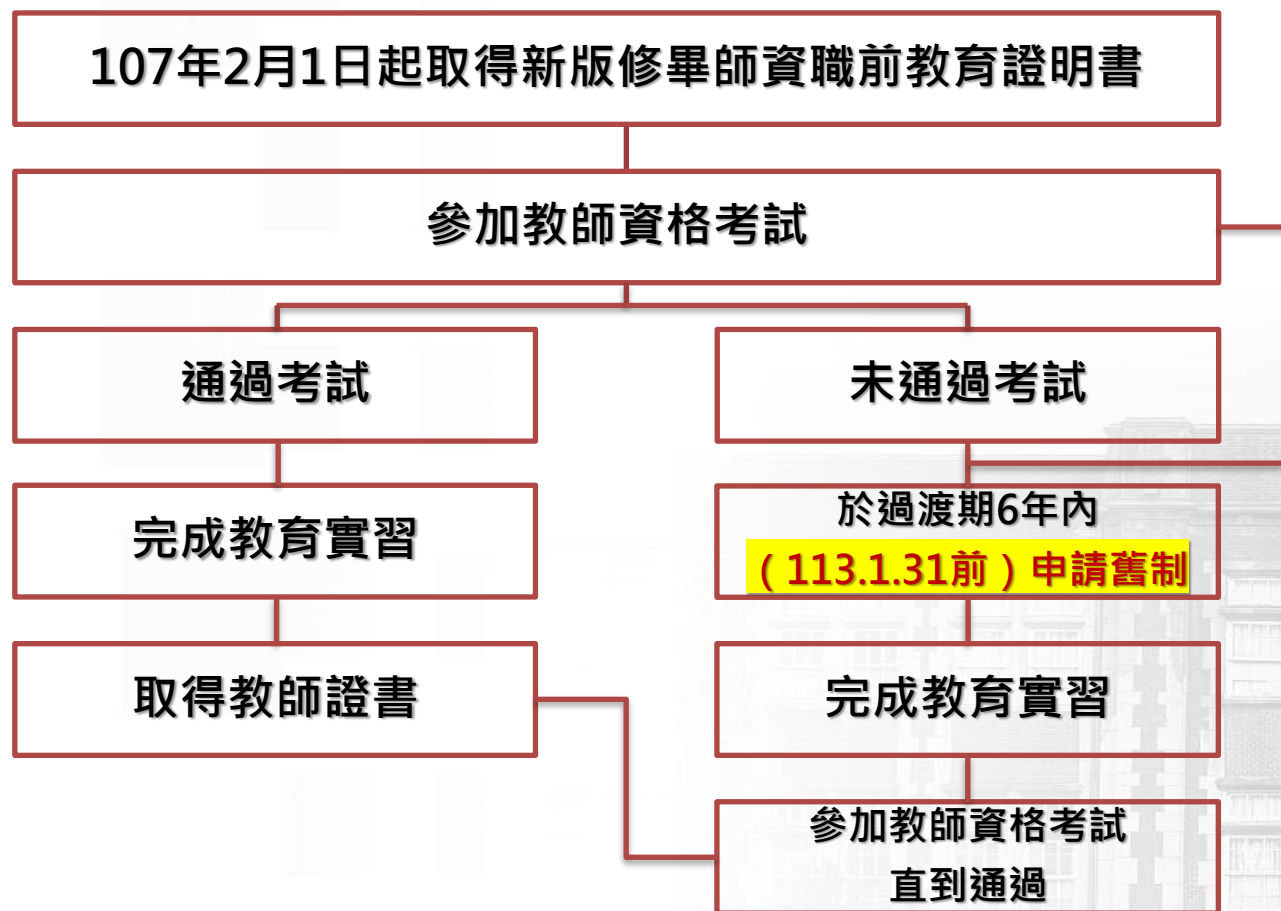 107年2月1日起取得新版修畢師資職前教育證明書
參加教師資格考試
通過考試
未通過考試
完成教育實習
於過渡期6年內
（113.1.31前）申請舊制
取得教師證書
完成教育實習
參加教師資格考試
直到通過